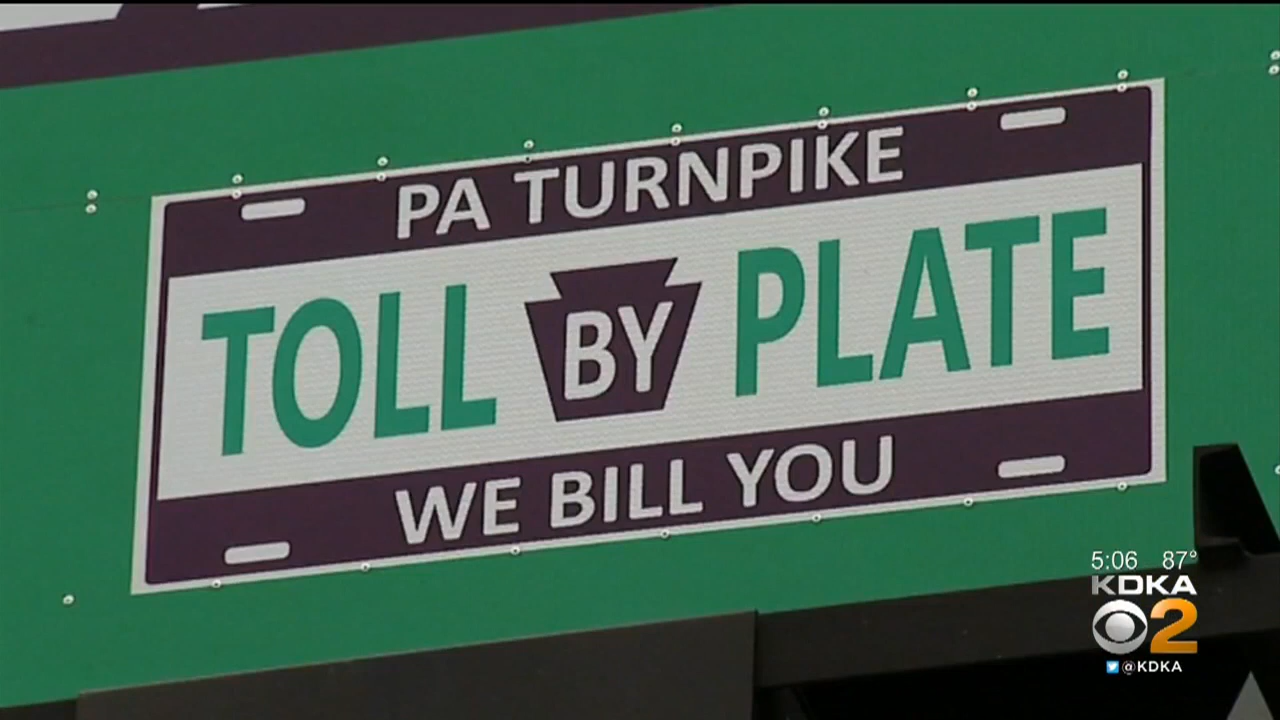 PA TURNPIKE
TOLL BY PLATE
WE BILL YOU
5:06 87°
KDKA
2
@KDKA